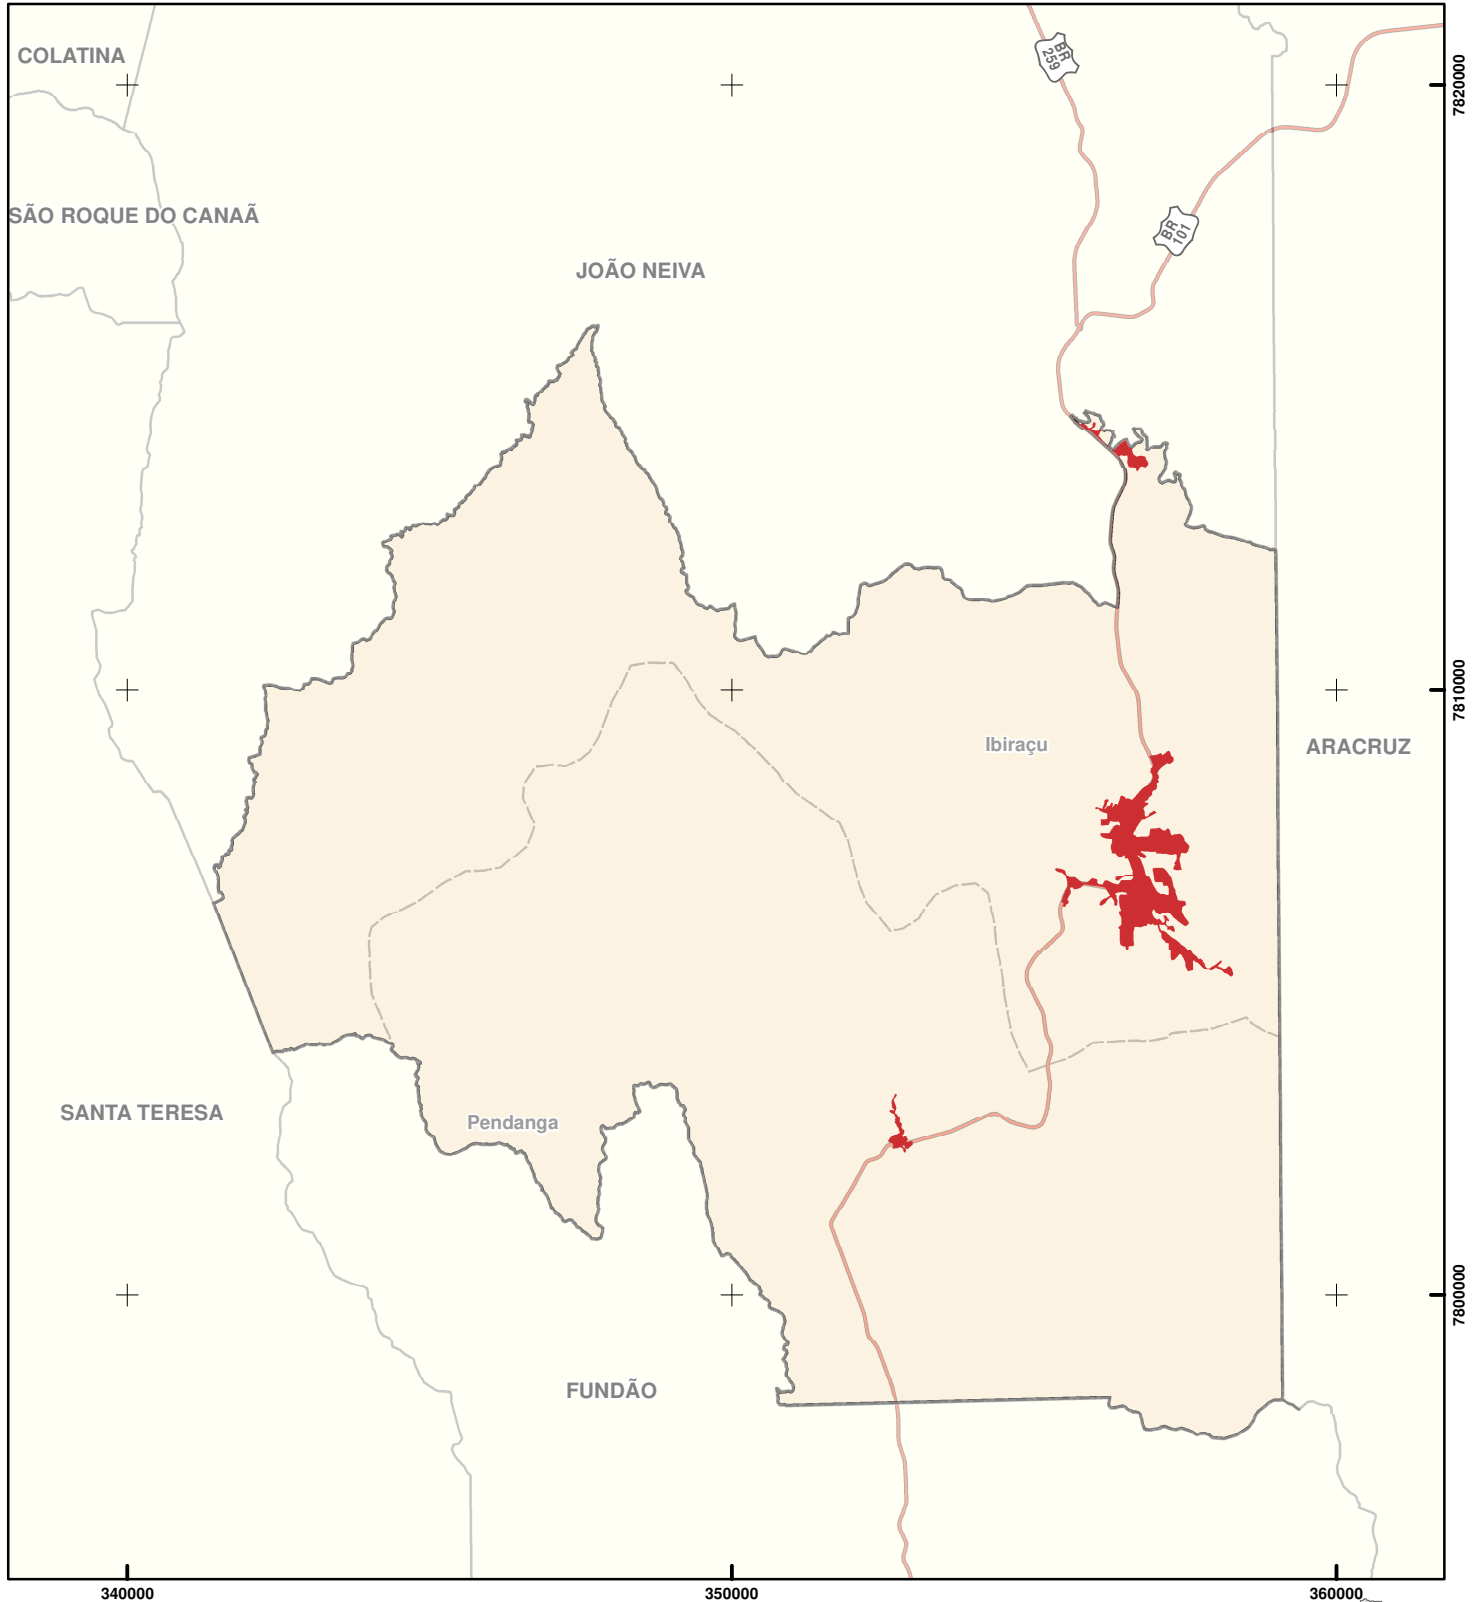 COLATINA
BR
259
7820000
SÃO ROQUE DO CANAÃ
BR
101
JOÃO NEIVA
7810000
Ibiraçu
ARACRUZ
SANTA TERESA
Pendanga
7800000
FUNDÃO
340000
350000
360000